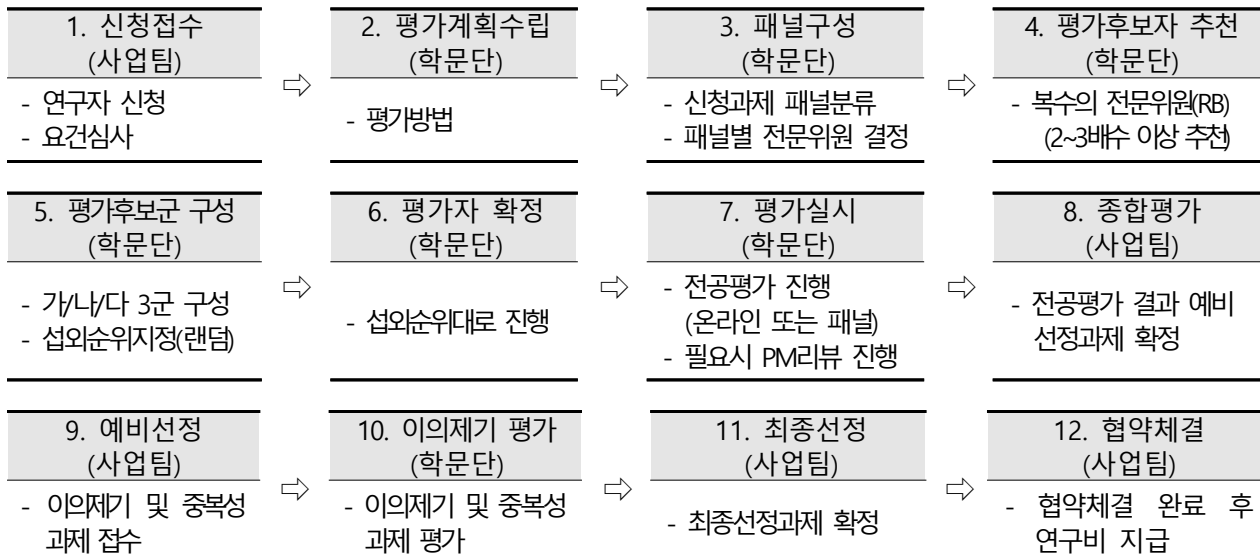 1. 신청접수
(사업팀)
- 연구자 신청
- 요건심사
⇨
2. 평가계획수립
(학문단)
- 평가방법
⇨
3. 패널구성
(학문단)
- 신청과제 패널분류
- 패널별 전문위원 결정
⇨
4. 평가후보자 추천
(학문단)
- 복수의 전문위원(RB)
(2~3배수 이상 추천)
5. 평가후보군 구성
(학문단)
- 가/나/다 3군 구성
- 섭외순위지정(랜덤)
⇨
6. 평가자 확정
(학문단)
- 섭외순위대로 진행
⇨
7. 평가실시
(학문단)
- 전공평가 진행
(온라인 또는 패널)
- 필요시 PM리뷰 진행
⇨
8. 종합평가
(사업팀)
- 전공평가 결과 예비
선정과제 확정
9. 예비선정
(사업팀)
- 이의제기 및 중복성
과제 접수
⇨
10. 이의제기 평가
(학문단)
- 이의제기 및 중복성
과제 평가
⇨
11. 최종선정
(사업팀)
- 최종선정과제 확정
⇨
12. 협약체결
(사업팀)
- 협약체결 완료 후
연구비 지급